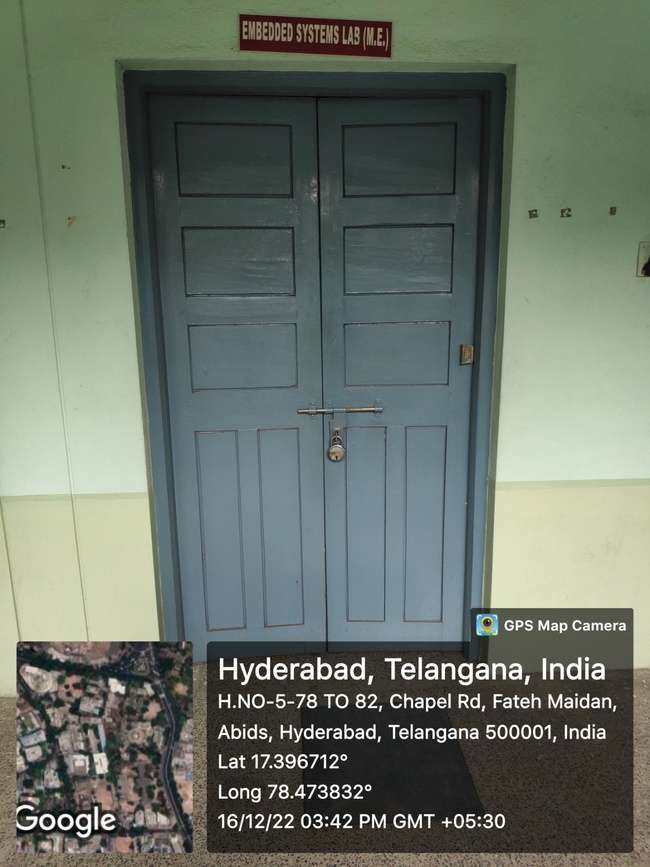 EMBEDDED SYSTEMS LAB (M.E.)
GPS Map Camera
Hyderabad, Telangana, India
H.NO-5-78 TO 82, Chapel Rd, Fateh Maidan,
Abids, Hyderabad, Telangana 500001, India
Lat 17.396712°
Long 78.473832°
16/12/22 03:42 PM GMT +05:30
Google